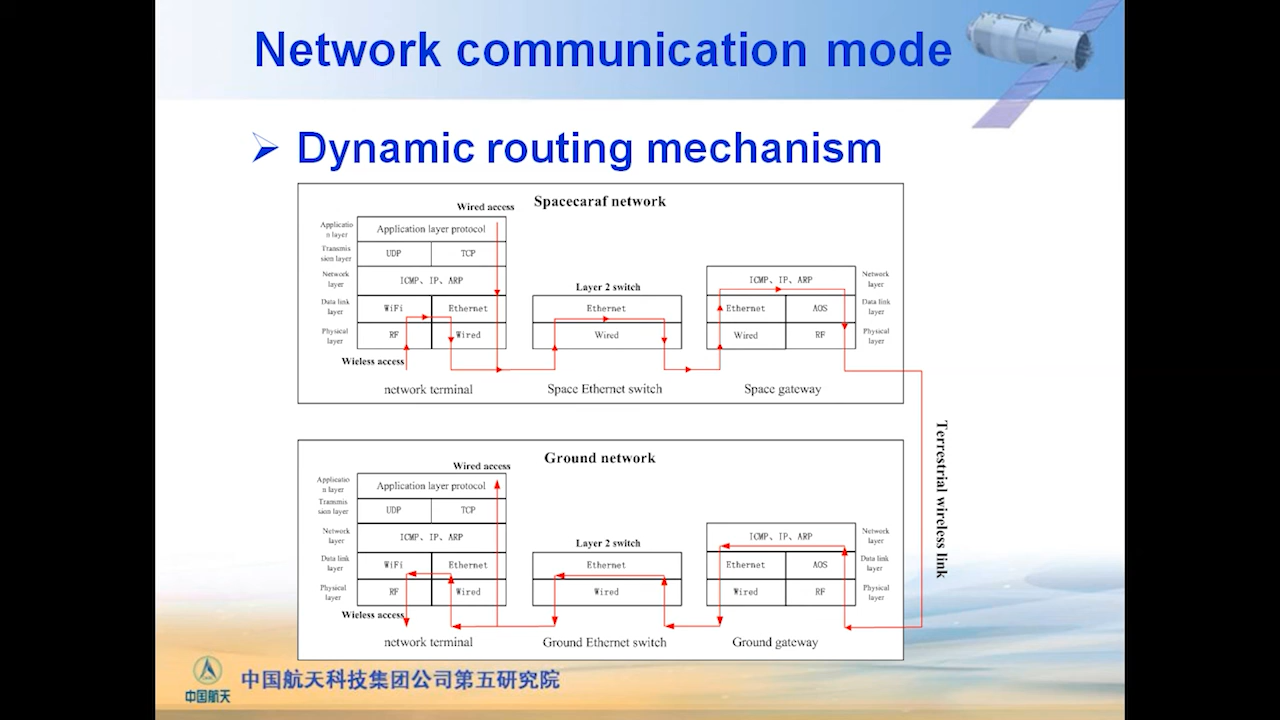 Network communication mode
Dynamic routing mechanism
Spacecaraf network
Wired access
Applicatio
n layer
Application layer protocol
Transmis
sion layer
UDP
TCP
Network
layer
ICMP、IP、ARP
Data link
layer
WiFi
Ethernet
Physical
layer
RF
Wired
Wieless access
network terminal
Layer 2 switch
Ethernet
Wired
Space Ethernet switch
ICMP、IP、ARP
Network
layer
Ethernet
AOS
Data link
layer
Wired
RF
Physical
layer
Space gateway
Terrestrial wireless link
Ground network
Wired access
Applicatio
n layer
Application layer protocol
Transmis
sion layer
UDP
TCP
Network
layer
ICMP、IP、ARP
Data link
layer
WiFi
Ethernet
Physical
layer
RF
Wired
Wieless access
network terminal
Layer 2 switch
Ethernet
Wired
Ground Ethernet switch
ICMP、IP、ARP
Network
layer
Ethernet
AOS
Data link
layer
Wired
RF
Physical
layer
Ground gateway
中国航天
中国航天科技集团公司第五研究院